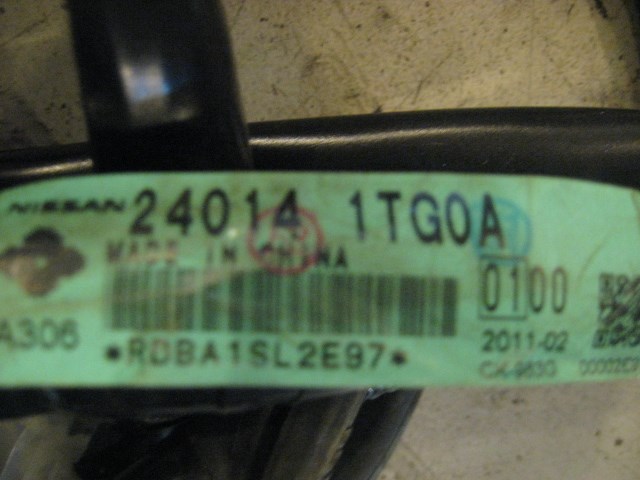 NISSAN 24014 1TG0A
MADE IN CHINA
0100
A306
*RDBA1SL2E97*
2011-02